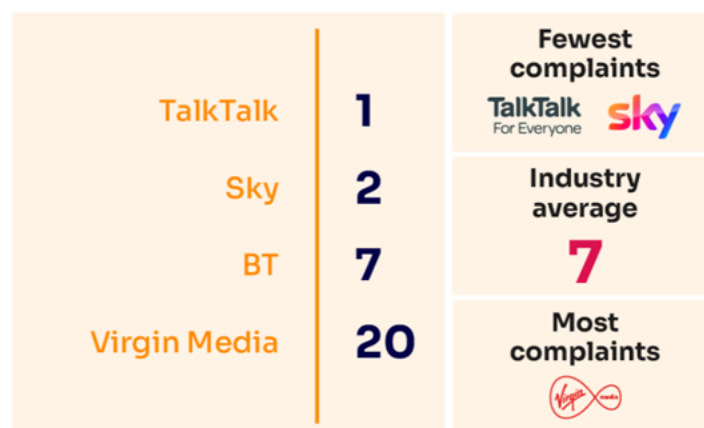 TalkTalk 1
Sky 2
BT 7
Virgin Media 20
Fewest
complaints
TalkTalk
For Everyone
sky
Industry
average
7
Most
complaints
Virgin media